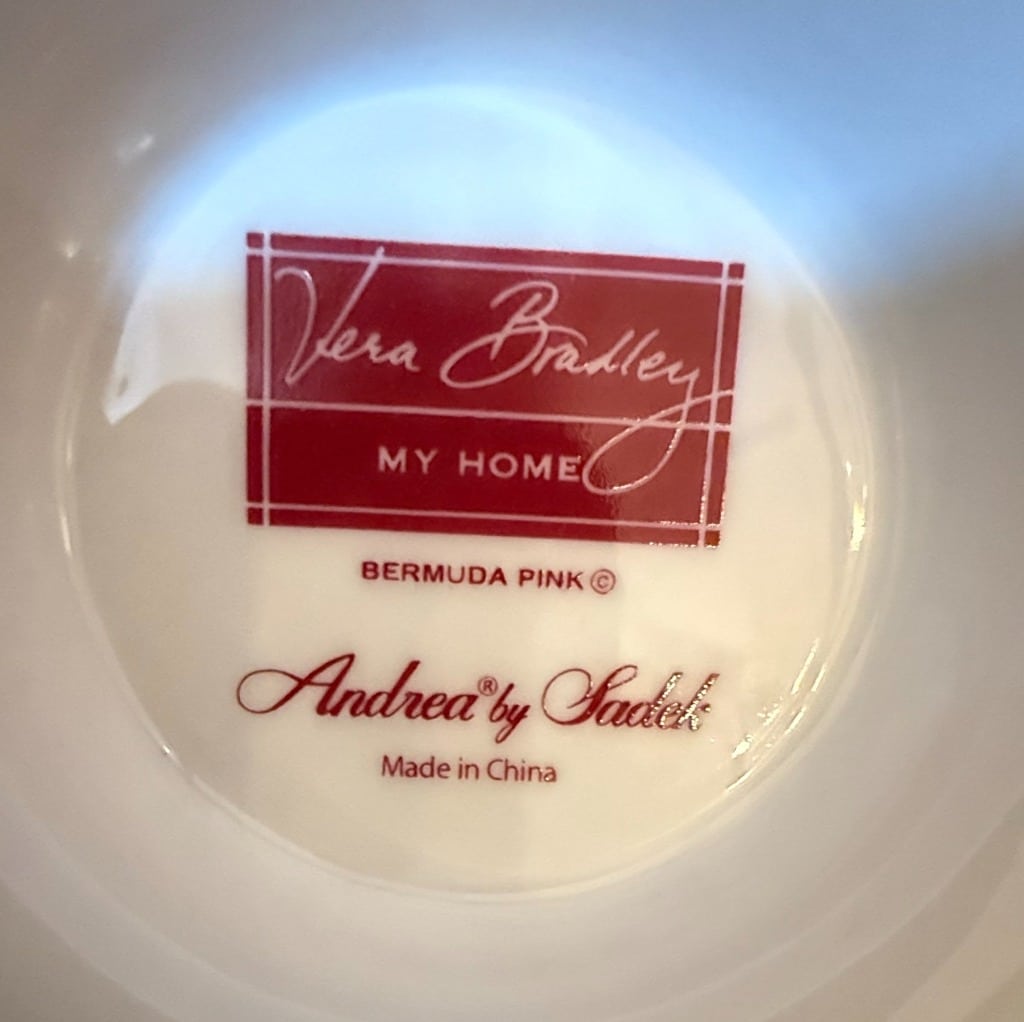 Vera Bradley
MY HOME
BERMUDA PINK ©
Andrea® by Sadek
Made in China